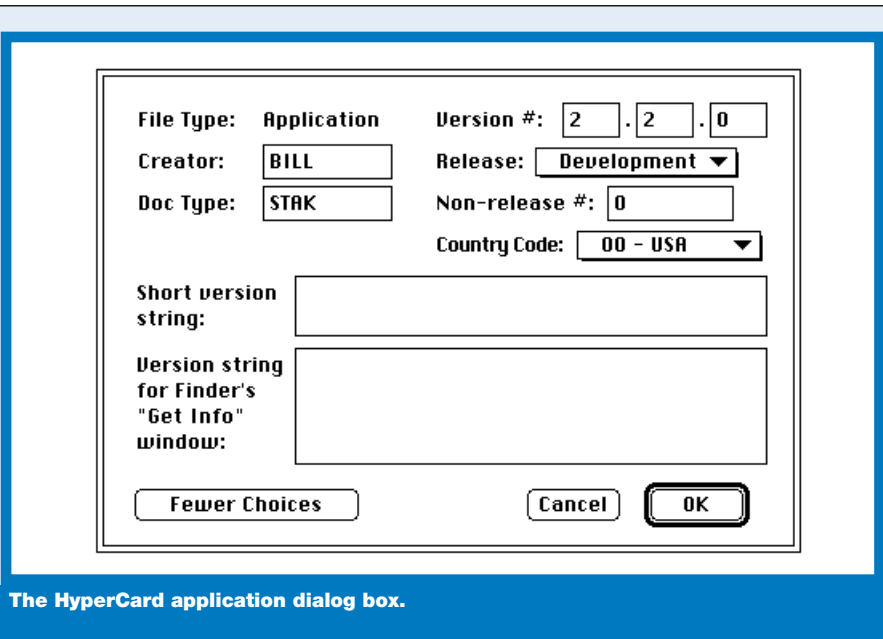 File Type: Application Version #: 2 . 2 . 0
Creator: BILL Release: Development
Doc Type: STAK Non-release #: 0
Country Code: 00 - USA
Short version
string:
Version string
for Finder's
"Get Info"
window:
Fewer Choices Cancel OK
The HyperCard application dialog box.